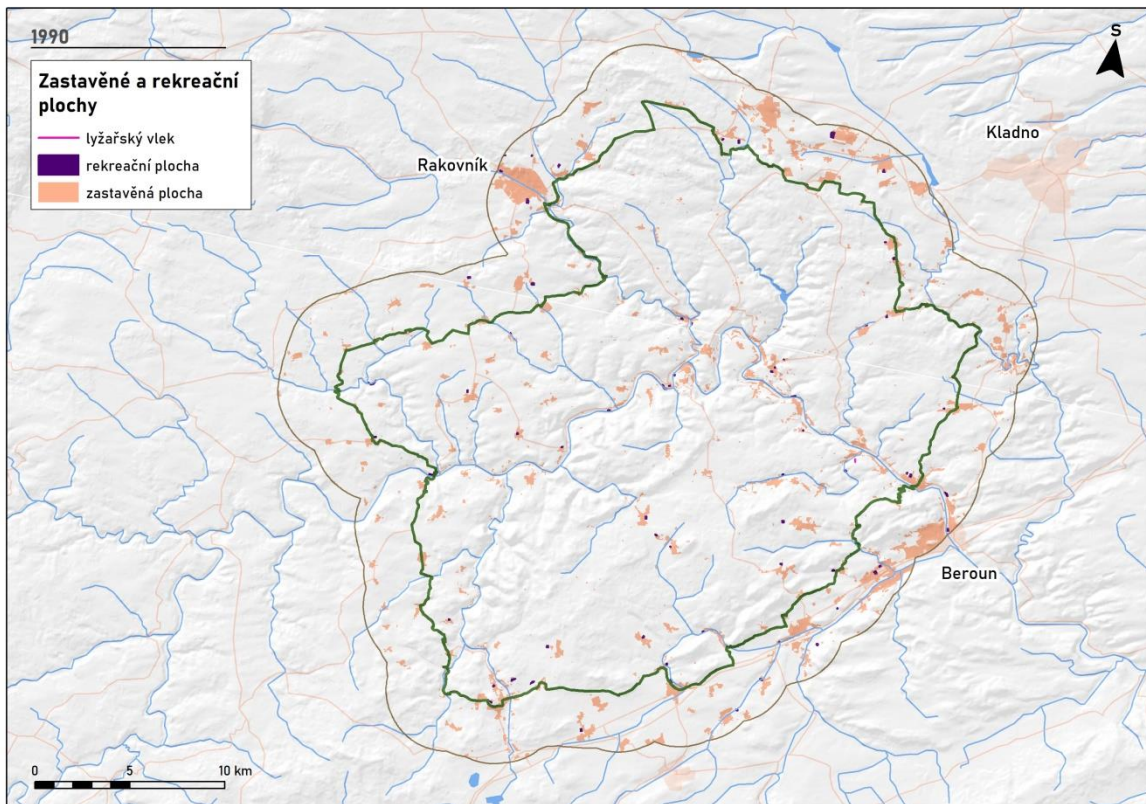 1990
Zastavěné a rekreační
plochy
lyžařský vlek
rekreační plocha
zastavěná plocha
S
Kladno
Rakovník
Beroun
0 5 10 km